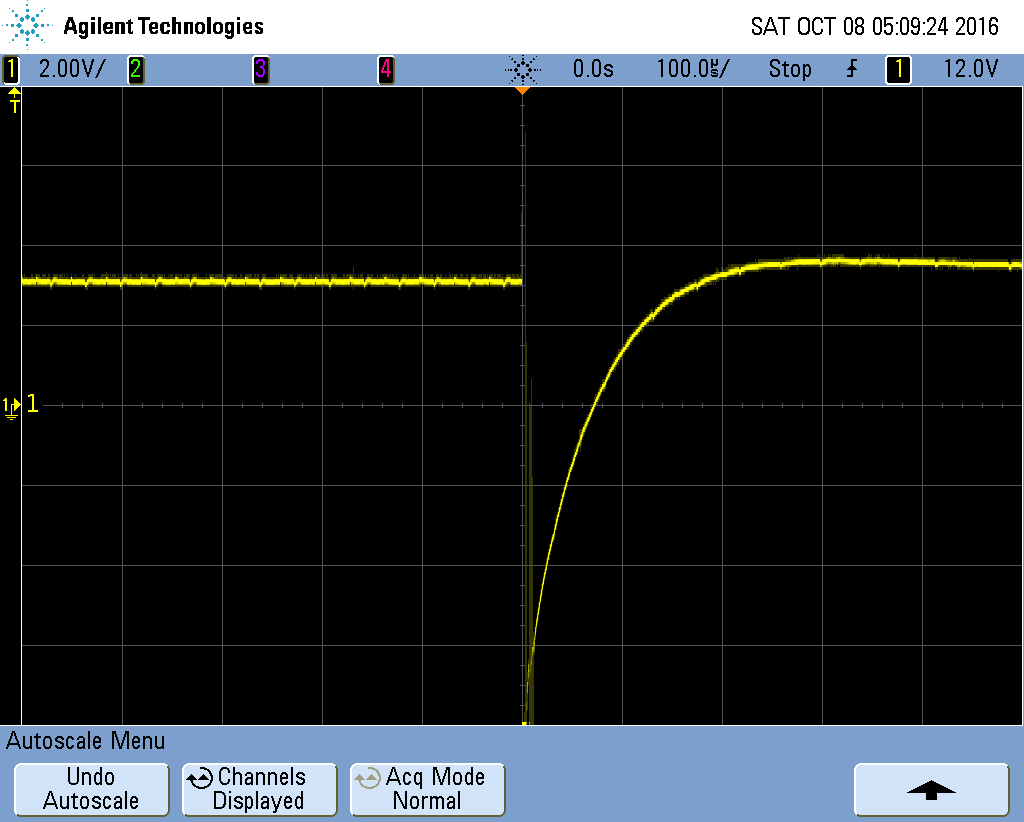 Agilent Technologies SAT OCT 08 05:09:24 2016
1 2.00V/ 2 3 4 0.0s 100.0µs/ Stop 1 12.0V
T
1 1
Autoscale Menu
Undo Autoscale
Channels Displayed
Acq Mode Normal